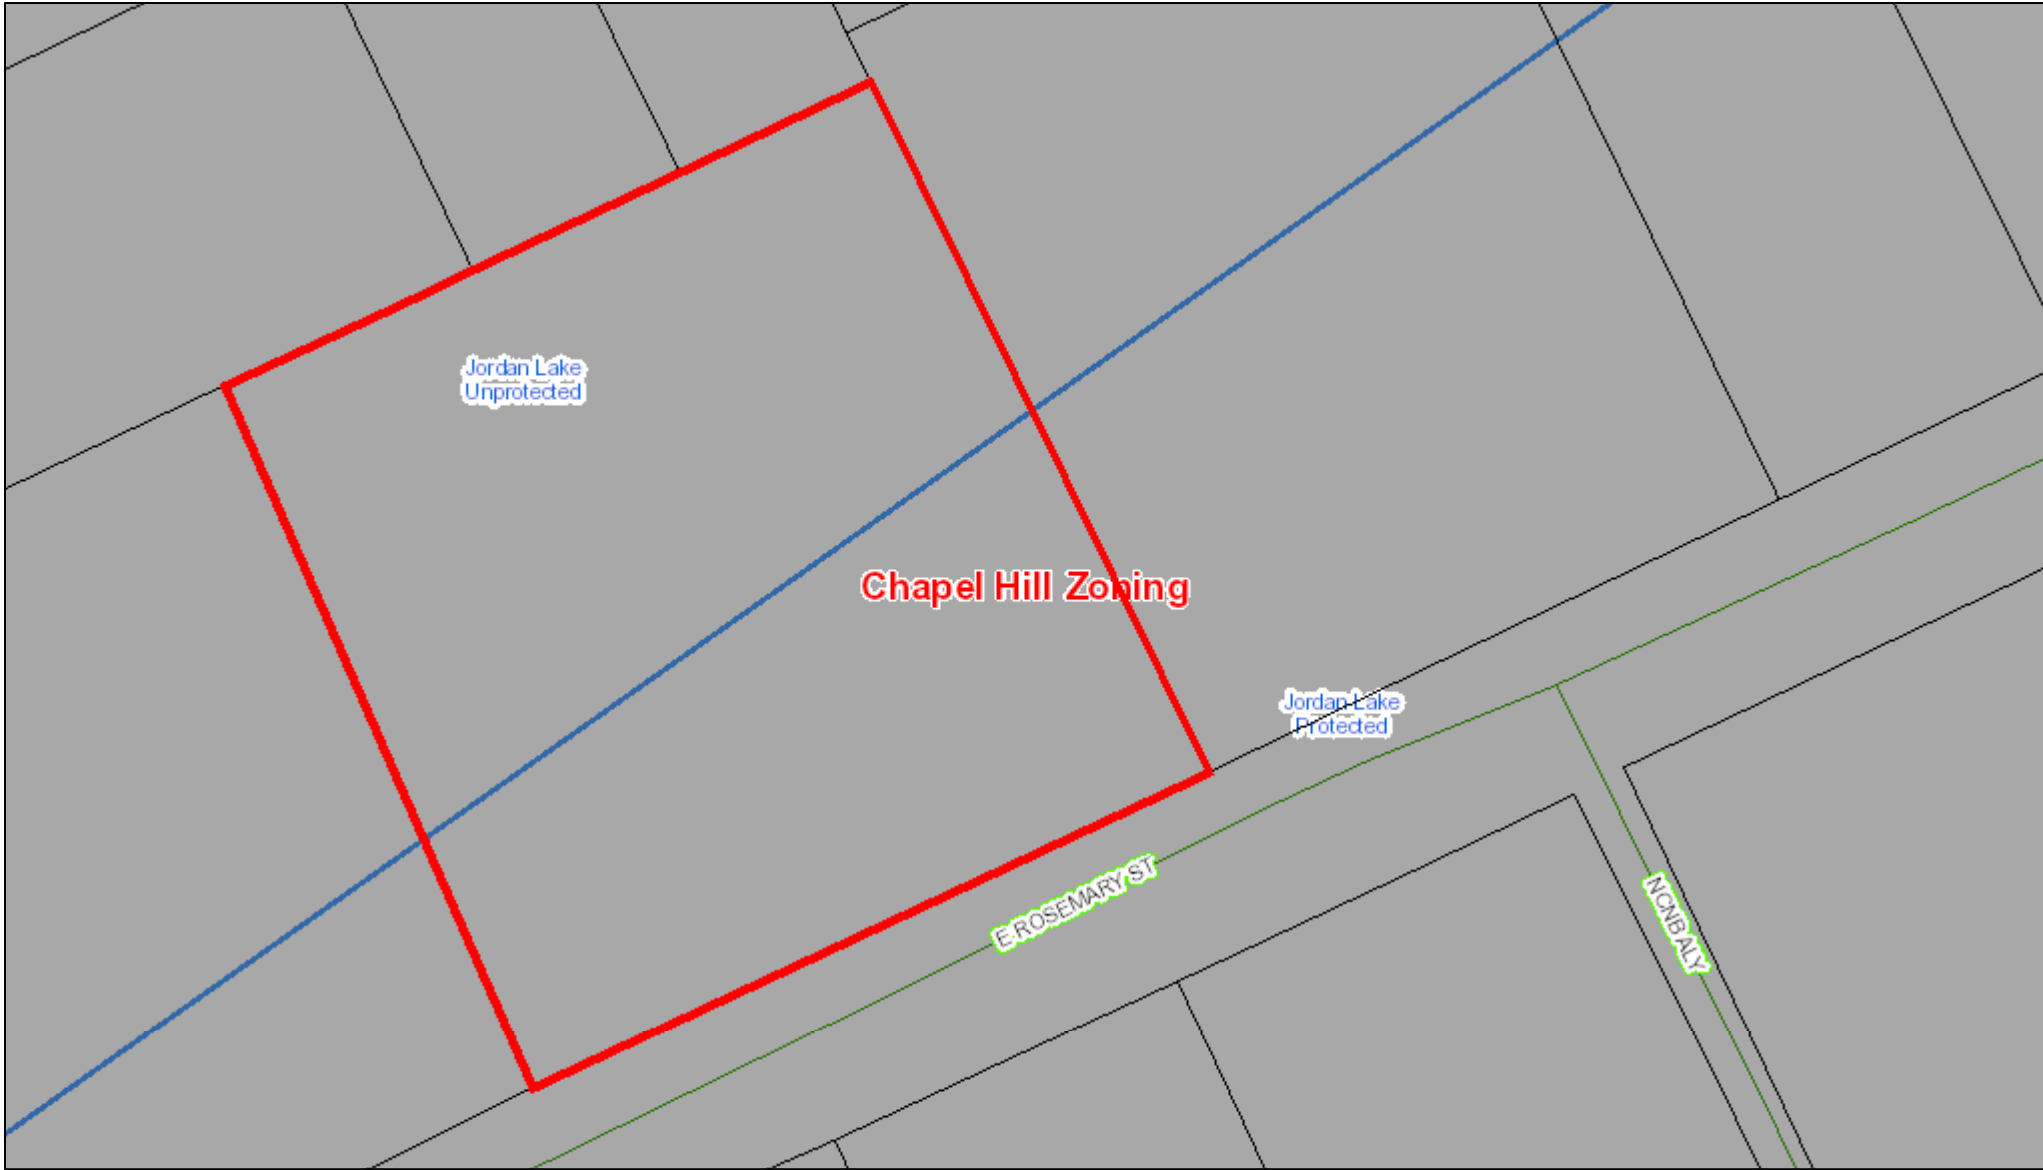 Jordan Lake
Unprotected
Chapel Hill Zoning
Jordan Lake
Protected
E ROSEMARY ST
NCNB ALY